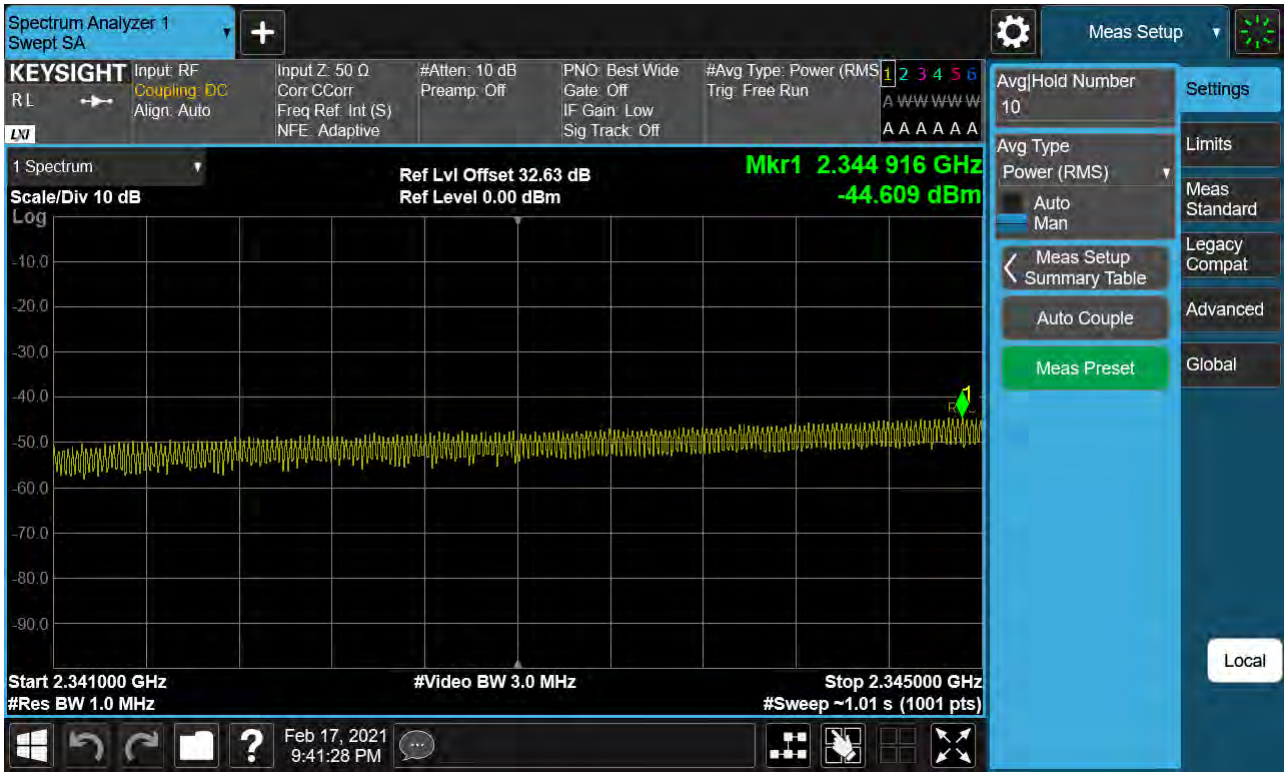 Spectrum Analyzer 1
Swept SA
+
Meas Setup
KEYSIGHT
RL
LXI
Input: RF
Coupling: DC
Align: Auto
Input Z: 50 Ω
Corr CCorr
Freq Ref: Int (S)
NFE: Adaptive
#Atten: 10 dB
Preamp: Off
PNO: Best Wide
Gate: Off
IF Gain: Low
Sig Track: Off
#Avg Type: Power (RMS
Trig: Free Run
1 2 3 4 5 6
A W W W W W
A A A A A A
1 Spectrum
Scale/Div 10 dB
Log
Ref Lvl Offset 32.63 dB
Ref Level 0.00 dBm
Mkr1 2.344 916 GHz
-44.609 dBm
-10.0
-20.0
-30.0
-40.0
-50.0
-60.0
-70.0
-80.0
-90.0
1
Start 2.341000 GHz
#Res BW 1.0 MHz
#Video BW 3.0 MHz
Stop 2.345000 GHz
#Sweep ~1.01 s (1001 pts)
Avg|Hold Number
10
Avg Type
Power (RMS)
Auto
Man
Meas Setup
Summary Table
Auto Couple
Meas Preset
Settings
Limits
Meas
Standard
Legacy
Compat
Advanced
Global
Local
?
Feb 17, 2021
9:41:28 PM